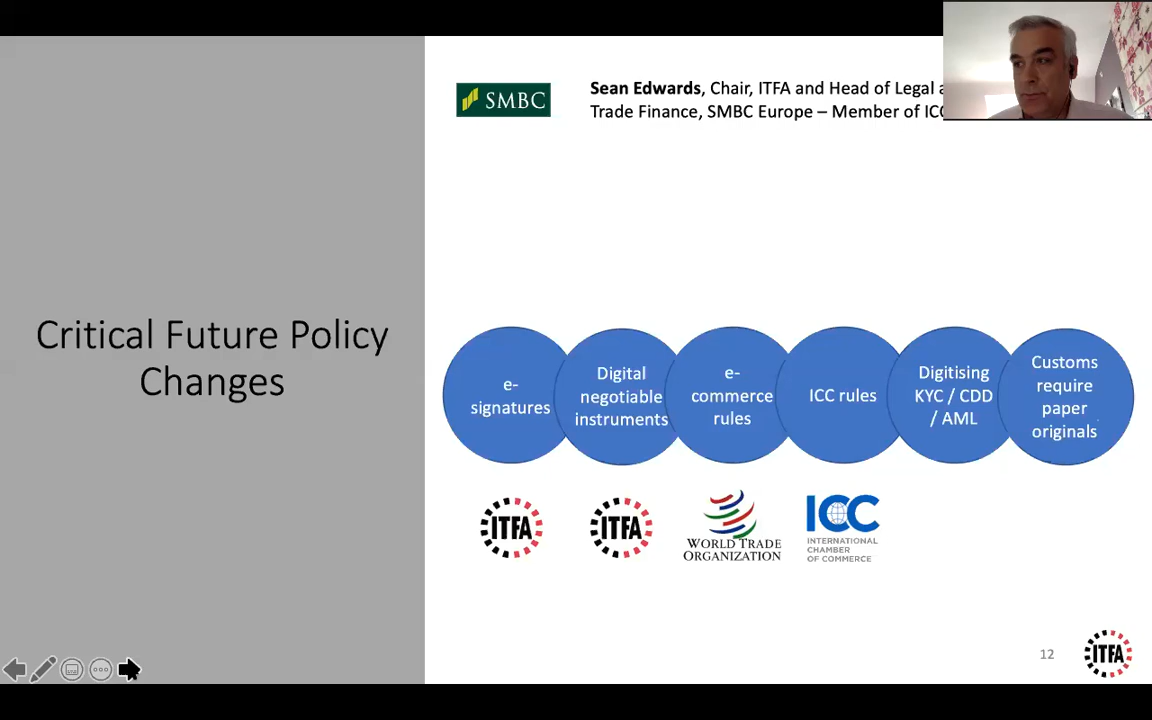 SMBC
Sean Edwards, Chair, ITFA and Head of Legal
Trade Finance, SMBC Europe – Member of ICC
Critical Future Policy
Changes
e-
signatures
Digital
negotiable
instruments
e-
commerce
rules
ICC rules
Digitising
KYC / CDD
/ AML
Customs
require
paper
originals
ITFA
ITFA
WORLD TRADE
ORGANIZATION
ICC
INTERNATIONAL
CHAMBER
OF COMMERCE
12
ITFA